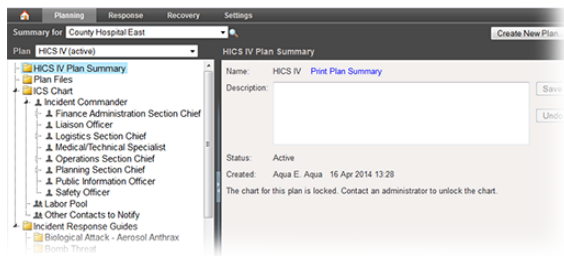 Planning Response Recovery Settings
Summary for County Hospital East
Create New Plan...
Plan HICS IV (active)
HICS IV Plan Summary
HICS IV Plan Summary
Plan Files
ICS Chart
Incident Commander
Finance Administration Section Chief
Liaison Officer
Logistics Section Chief
Medical/Technical Specialist
Operations Section Chief
Planning Section Chief
Public Information Officer
Safety Officer
Labor Pool
Other Contacts to Notify
Incident Response Guides
Biological Attack - Aerosol Anthrax
Bomb Threat
Name: HICS IV Print Plan Summary
Description:
Save
Undo
Status: Active
Created: Aqua E. Aqua 16 Apr 2014 13:28
The chart for this plan is locked. Contact an administrator to unlock the chart.